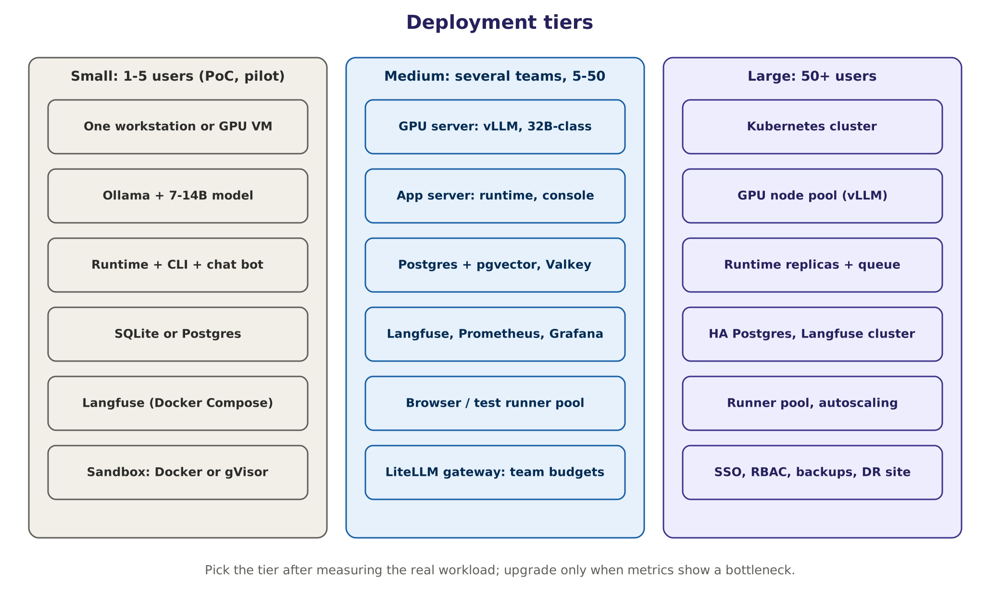 Deployment tiers
Small: 1-5 users (PoC, pilot)
One workstation or GPU VM
Ollama + 7-14B model
Runtime + CLI + chat bot
SQLite or Postgres
Langfuse (Docker Compose)
Sandbox: Docker or gVisor
Medium: several teams, 5-50
GPU server: vLLM, 32B-class
App server: runtime, console
Postgres + pgvector, Valkey
Langfuse, Prometheus, Grafana
Browser / test runner pool
LiteLLM gateway: team budgets
Large: 50+ users
Kubernetes cluster
GPU node pool (vLLM)
Runtime replicas + queue
HA Postgres, Langfuse cluster
Runner pool, autoscaling
SSO, RBAC, backups, DR site
Pick the tier after measuring the real workload; upgrade only when metrics show a bottleneck.